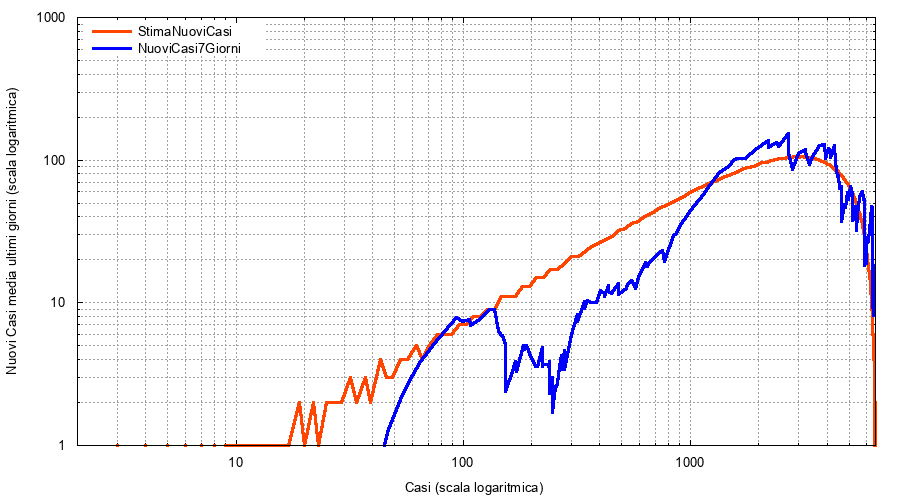 1000
StimaNuoviCasi
NuoviCasi7Giorni
100
Nuovi Casi media ultimi giorni (scala logaritmica)
10
1
10
100
1000
Casi (scala logaritmica)